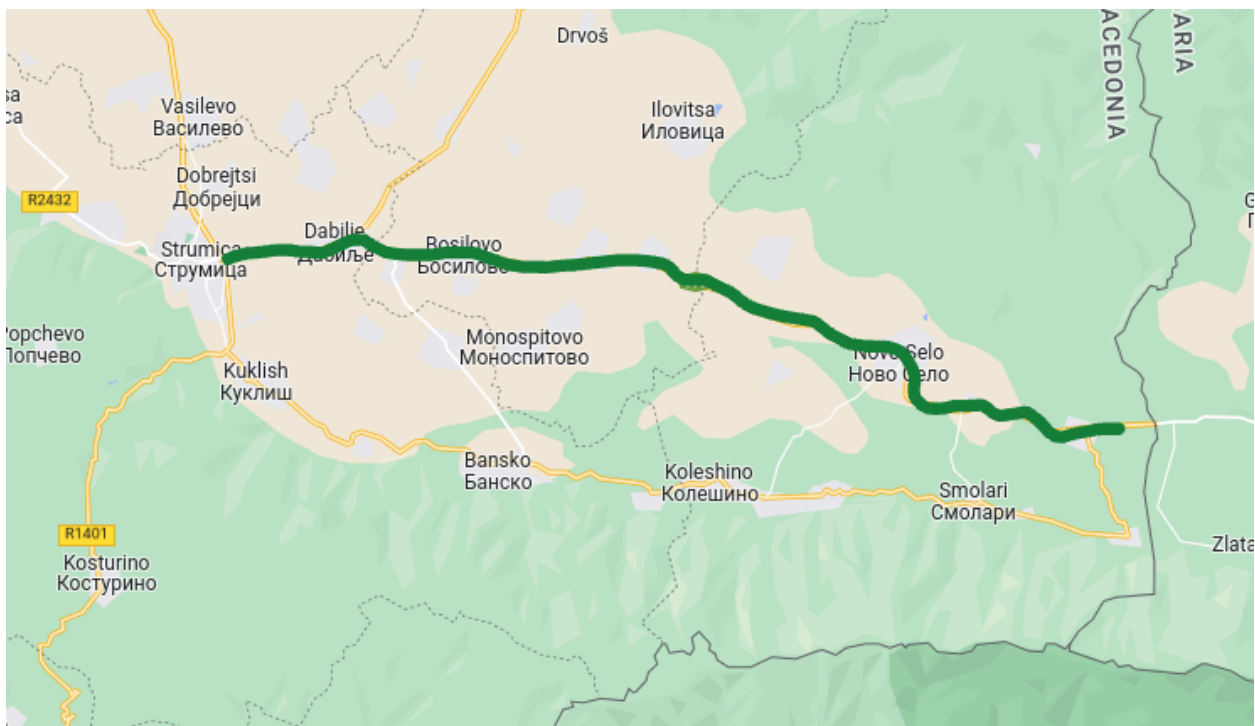 Drvoš
ACEDONIA
ARIA
Vasilevo
Василево
Ilovitsa
Иловица
Dobrejtsi
Добрејци
R2432
Strumica
Струмица
Dabilje
Дабиље
Bosilovo
Босилово
Popchevo
Попчево
Monospitovo
Моноспитово
Kuklish
Куклиш
Novo Selo
Ново Село
Bansko
Банско
Koleshino
Колешино
Smolari
Смолари
R1401
Kosturino
Костурино
Zlata